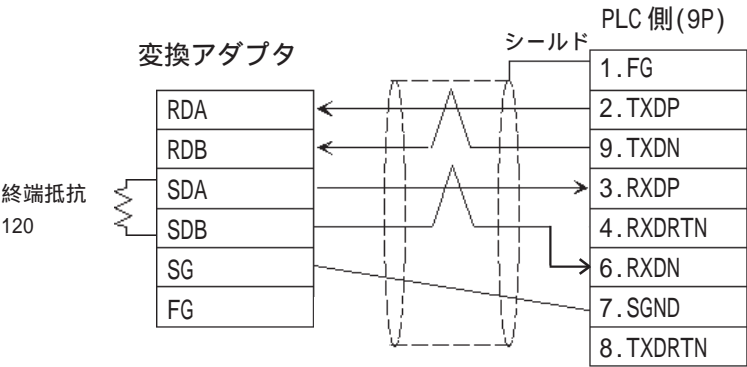 PLC 側(9P)
シールド
変換アダプタ
1.FG
RDA
2.TXDP
RDB
9.TXDN
終端抵抗
120
SDA
3.RXDP
SDB
4.RXDRTN
SG
6.RXDN
FG
7.SGND
8.TXDRTN